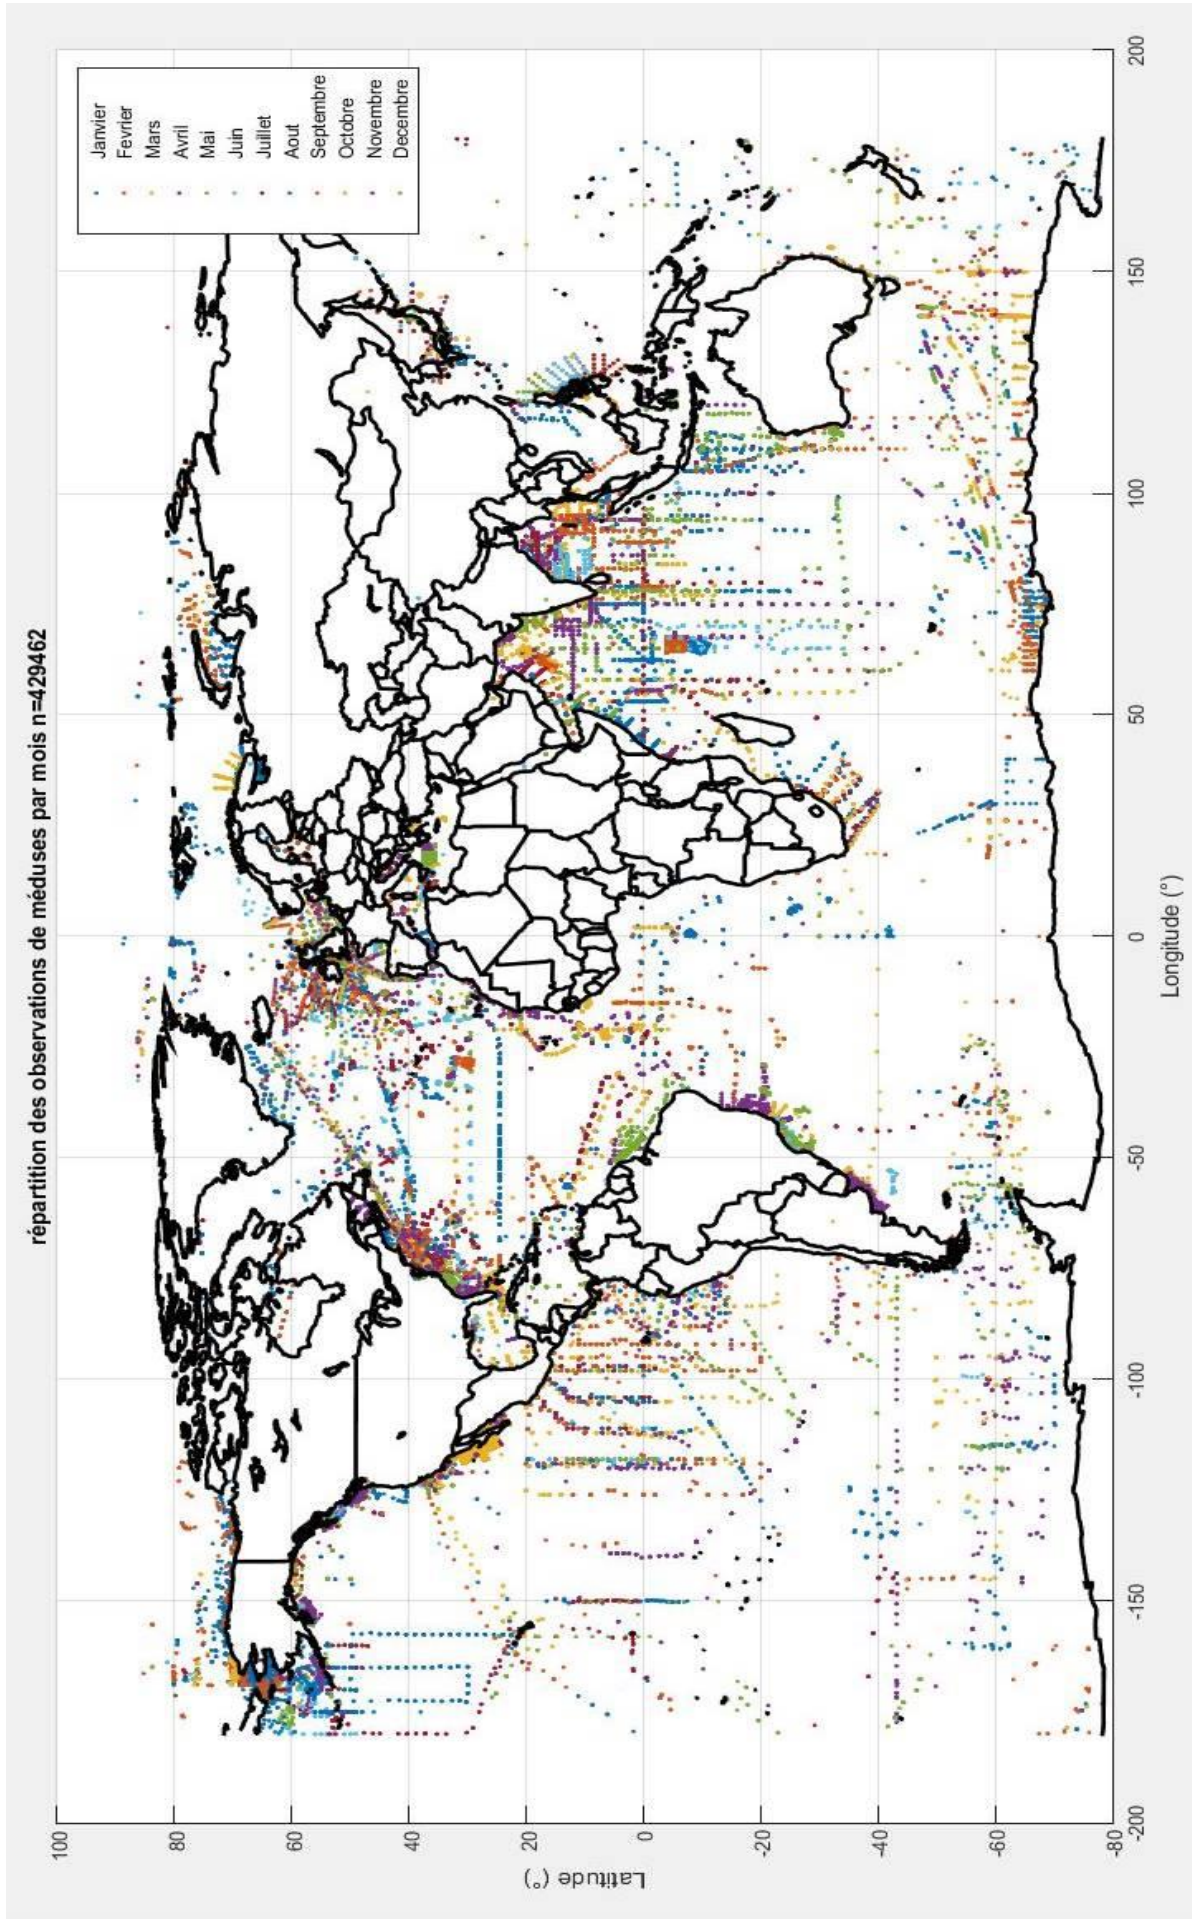 répartition des observations de méduses par mois n=429462
Janvier
Fevrier
Mars
Avril
Mai
Juin
Juillet
Aout
Septembre
Octobre
Novembre
Decembre
100
80
60
40
20
0
-20
-40
-60
-80
Latitude (°)
-200
-150
-100
-50
0
50
100
150
200
Longitude (°)